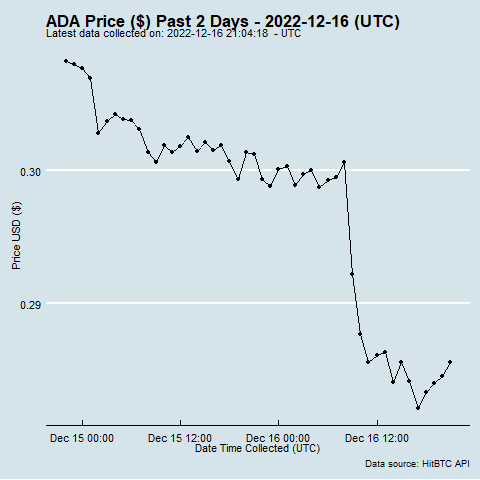 ADA Price ($) Past 2 Days - 2022-12-16 (UTC)
Latest data collected on: 2022-12-16 21:04:18 - UTC
0.30
Price USD ($)
0.29
Dec 15 00:00
Dec 15 12:00
Dec 16 00:00
Dec 16 12:00
Date Time Collected (UTC)
Data source: HitBTC API